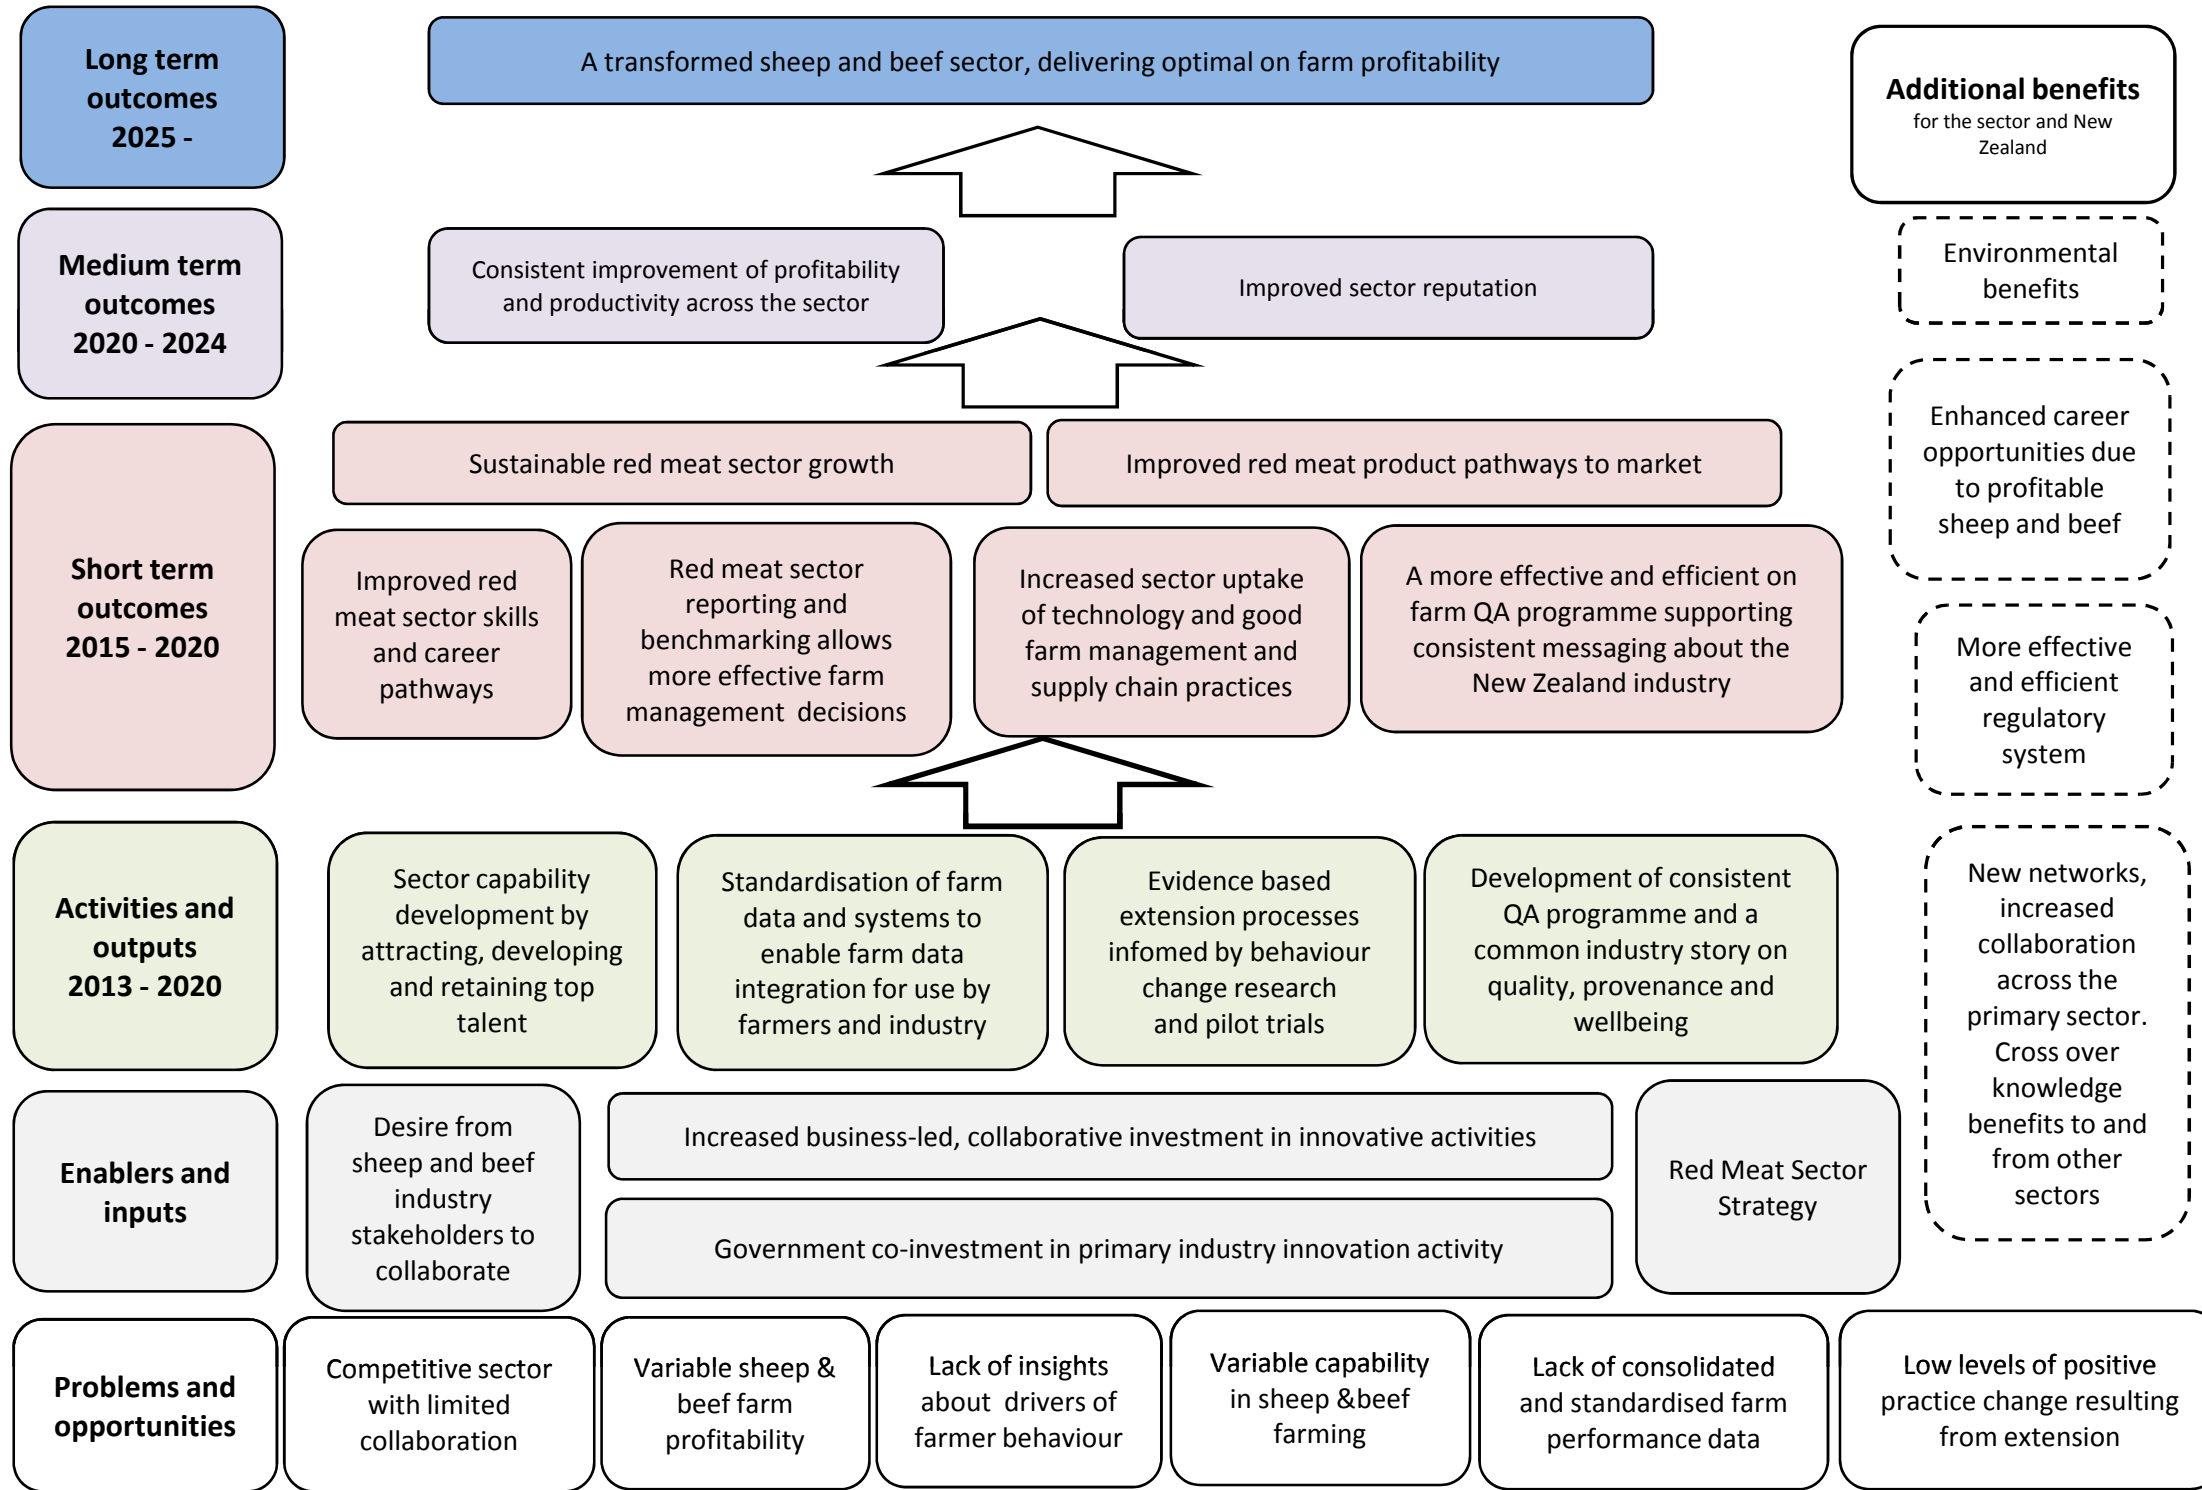 Long term
outcomes
2025 -
A transformed sheep and beef sector, delivering optimal on farm profitability
Additional benefits
for the sector and New
Zealand
Medium term
outcomes
2020 - 2024
Consistent improvement of profitability
and productivity across the sector
Improved sector reputation
Environmental
benefits
Short term
outcomes
2015 - 2020
Sustainable red meat sector growth
Improved red meat product pathways to market
Improved red
meat sector skills
and career
pathways
Red meat sector
reporting and
benchmarking allows
more effective farm
management decisions
Increased sector uptake
of technology and good
farm management and
supply chain practices
A more effective and efficient on
farm QA programme supporting
consistent messaging about the
New Zealand industry
Enhanced career
opportunities due
to profitable
sheep and beef
More effective
and efficient
regulatory
system
Activities and
outputs
2013 - 2020
Sector capability
development by
attracting, developing
and retaining top
talent
Standardisation of farm
data and systems to
enable farm data
integration for use by
farmers and industry
Evidence based
extension processes
infomed by behaviour
change research
and pilot trials
Development of consistent
QA programme and a
common industry story on
quality, provenance and
wellbeing
New networks,
increased
collaboration
across the
primary sector.
Cross over
knowledge
benefits to and
from other
sectors
Enablers and
inputs
Desire from
sheep and beef
industry
stakeholders to
collaborate
Increased business-led, collaborative investment in innovative activities
Government co-investment in primary industry innovation activity
Red Meat Sector
Strategy
Problems and
opportunities
Competitive sector
with limited
collaboration
Variable sheep &
beef farm
profitability
Lack of insights
about drivers of
farmer behaviour
Variable capability
in sheep &beef
farming
Lack of consolidated
and standardised farm
performance data
Low levels of positive
practice change resulting
from extension